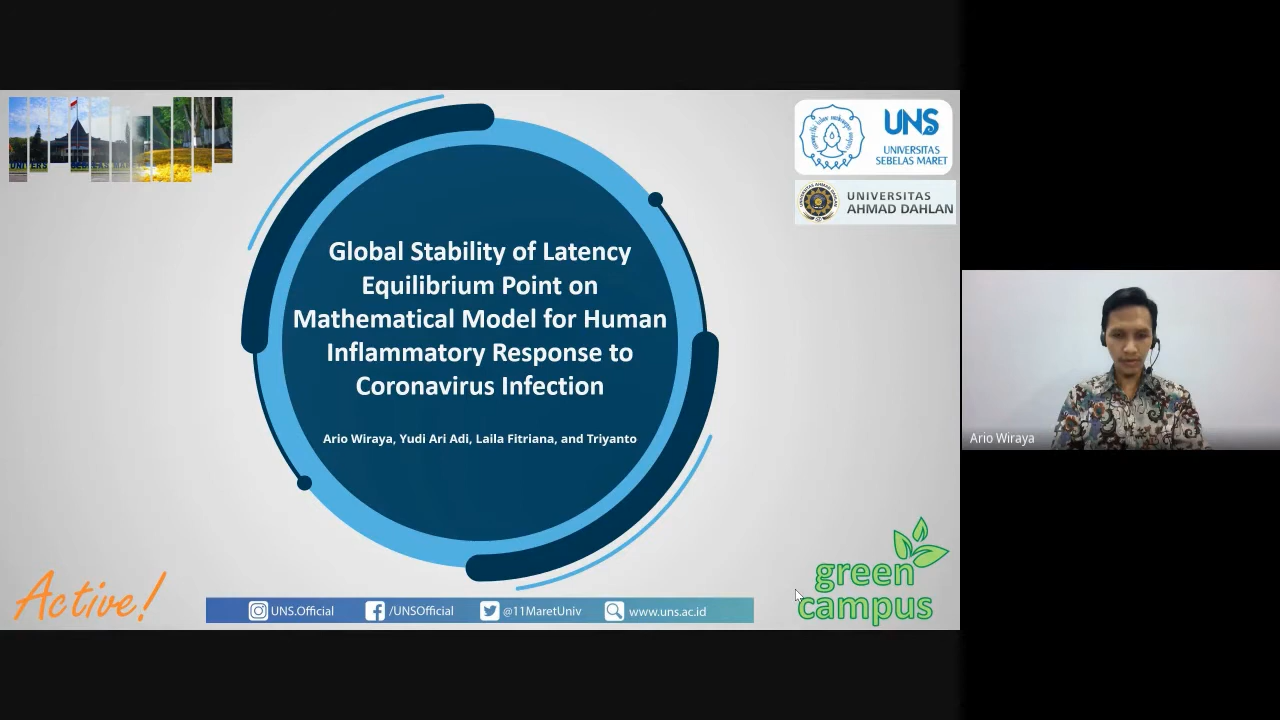 UNS
UNIVERSITAS
SEBELAS MARET
UNIVERSITAS
AHMAD DAHLAN
Global Stability of Latency
Equilibrium Point on
Mathematical Model for Human
Inflammatory Response to
Coronavirus Infection
Ario Wiraya, Yudi Ari Adi, Laila Fitriana, and Triyanto
Ario Wiraya
Active!
UNS.Official
/UNSOfficial
@11MaretUniv
www.uns.ac.id
green
campus